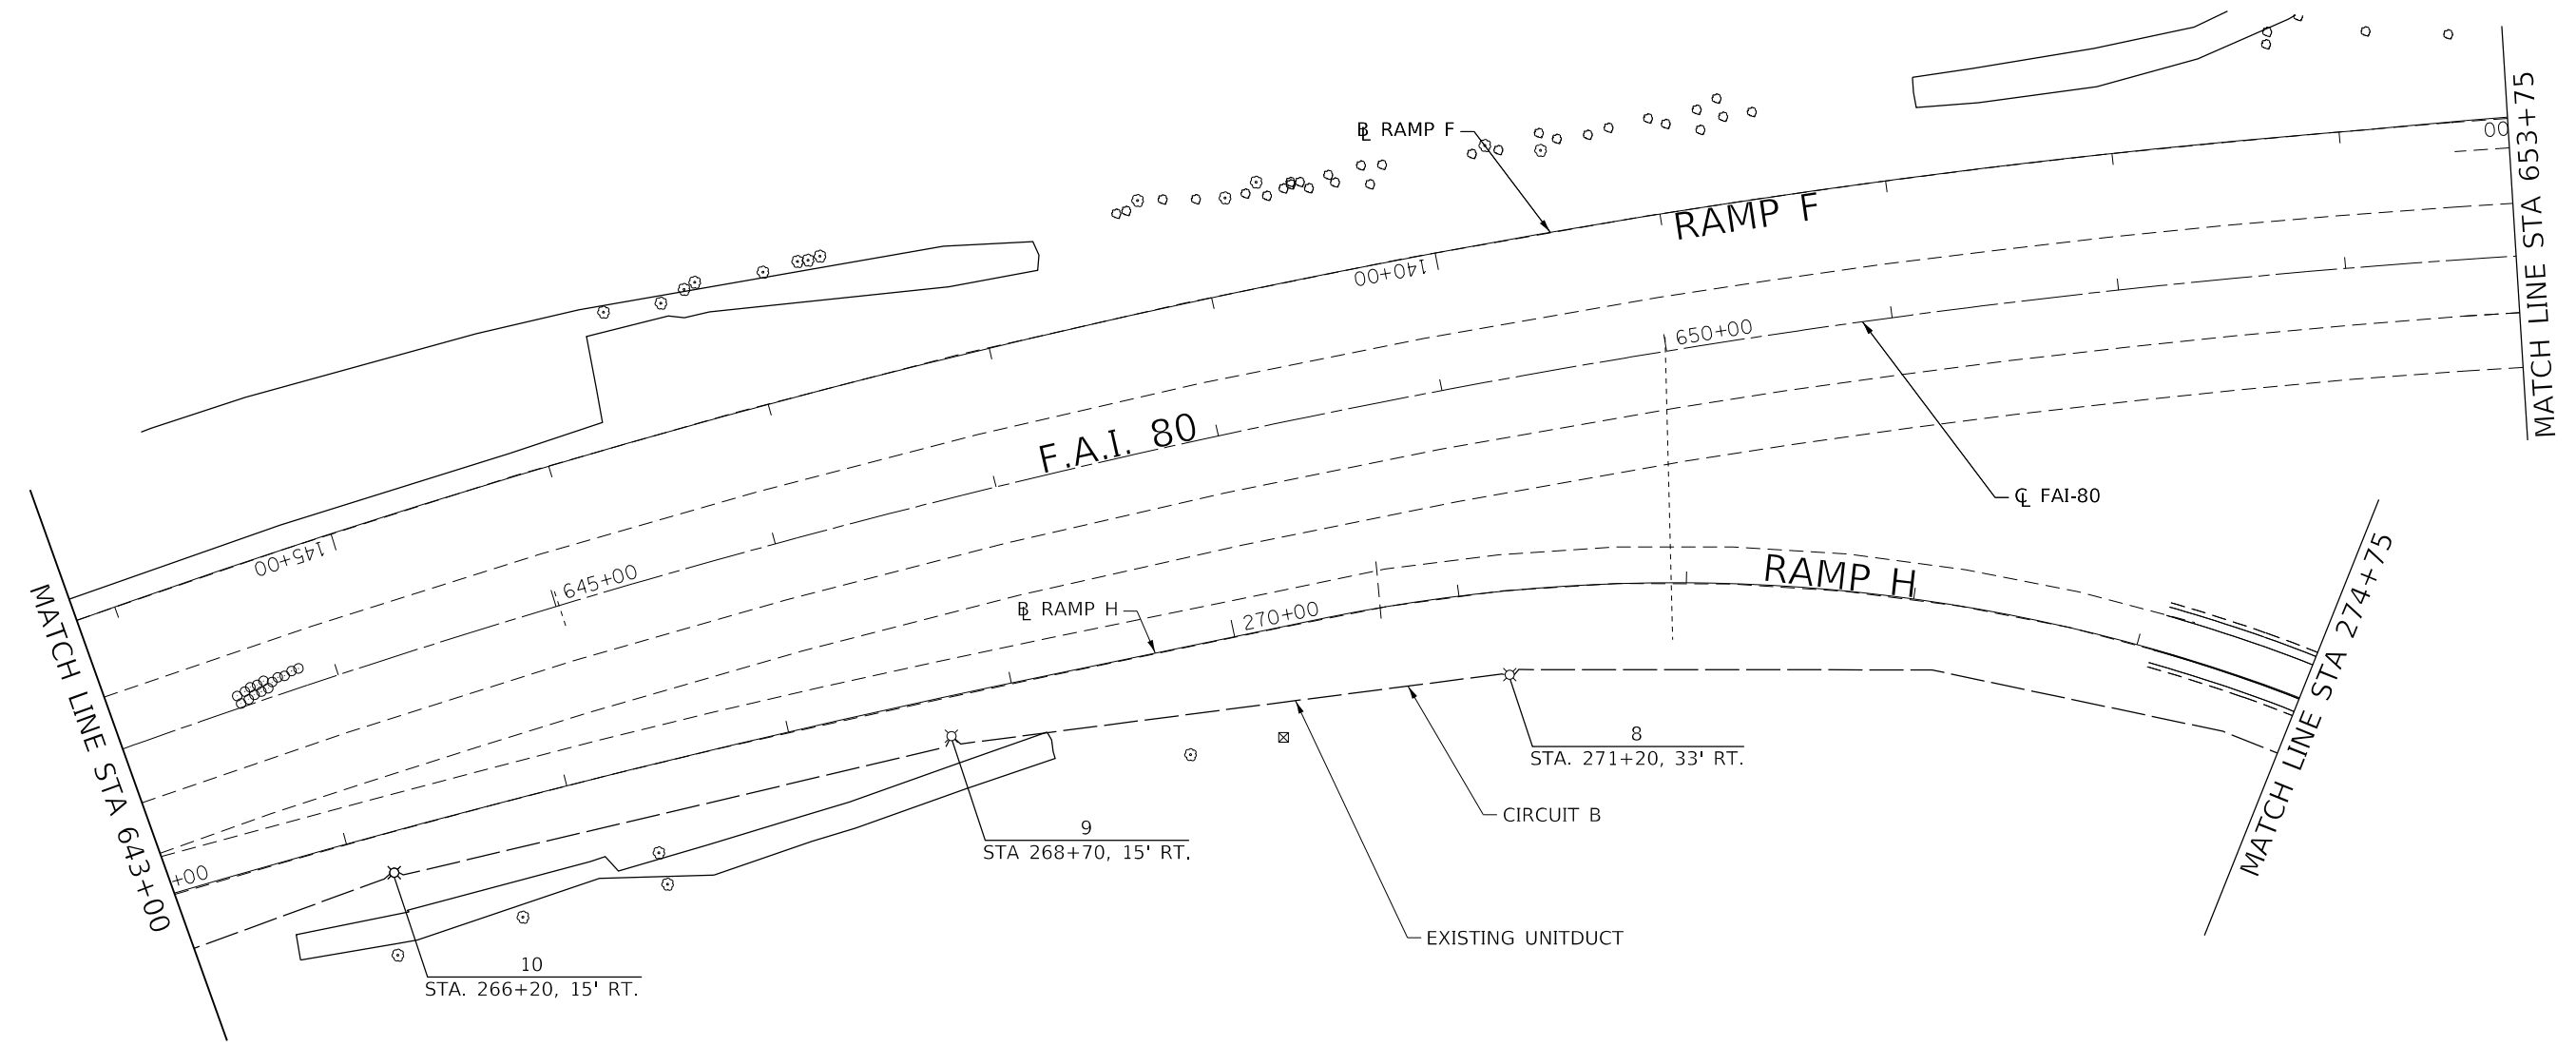 ℄ RAMP F
RAMP F
00
MATCH LINE STA 653+75
140+00
650+00
F.A.I. 80
℄ FAI-80
145+00
645+00
RAMP H
MATCH LINE STA 274+75
℄ RAMP H
270+00
MATCH LINE STA 643+00
+00
8
STA. 271+20, 33' RT.
CIRCUIT B
9
STA 268+70, 15' RT.
EXISTING UNITDUCT
10
STA. 266+20, 15' RT.